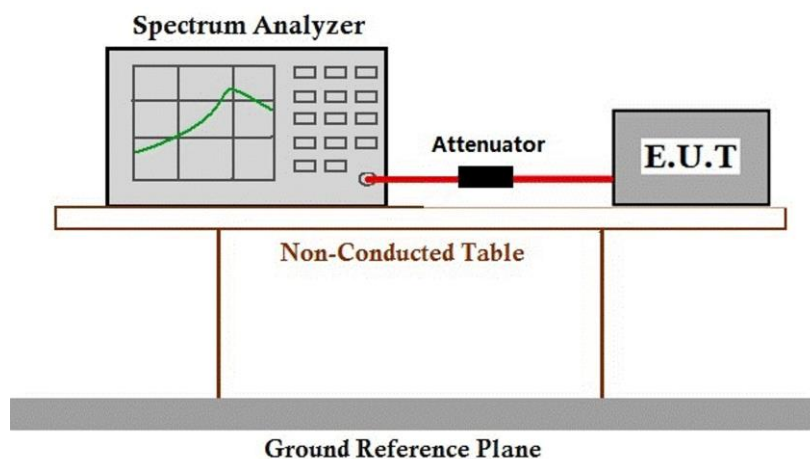 Spectrum Analyzer
Attenuator
E.U.T
Non-Conducted Table
Ground Reference Plane